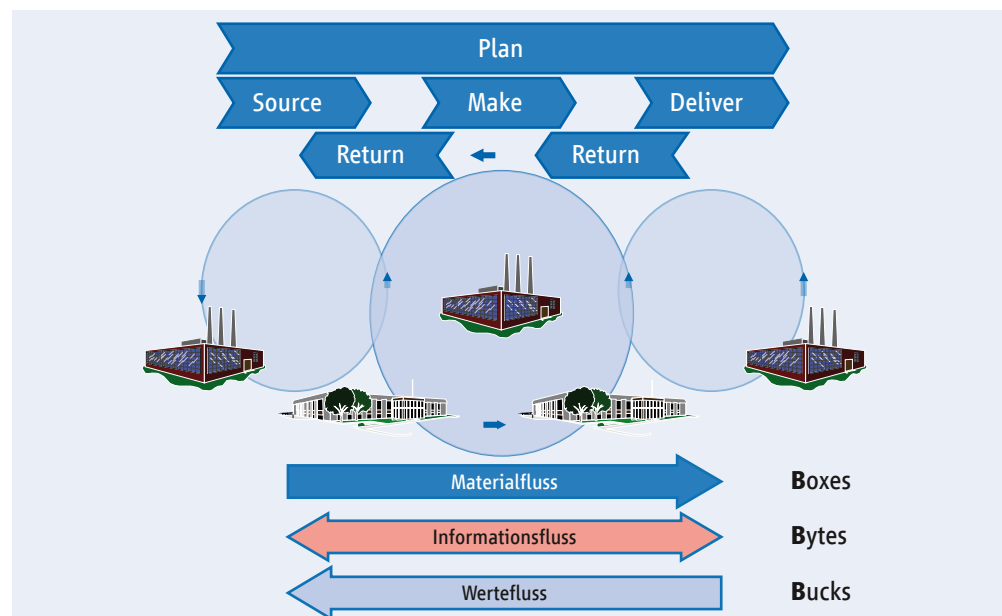 Plan
Source Make Deliver
Return Return
Materialfluss Boxes
Informationsfluss Bytes
Wertefluss Bucks